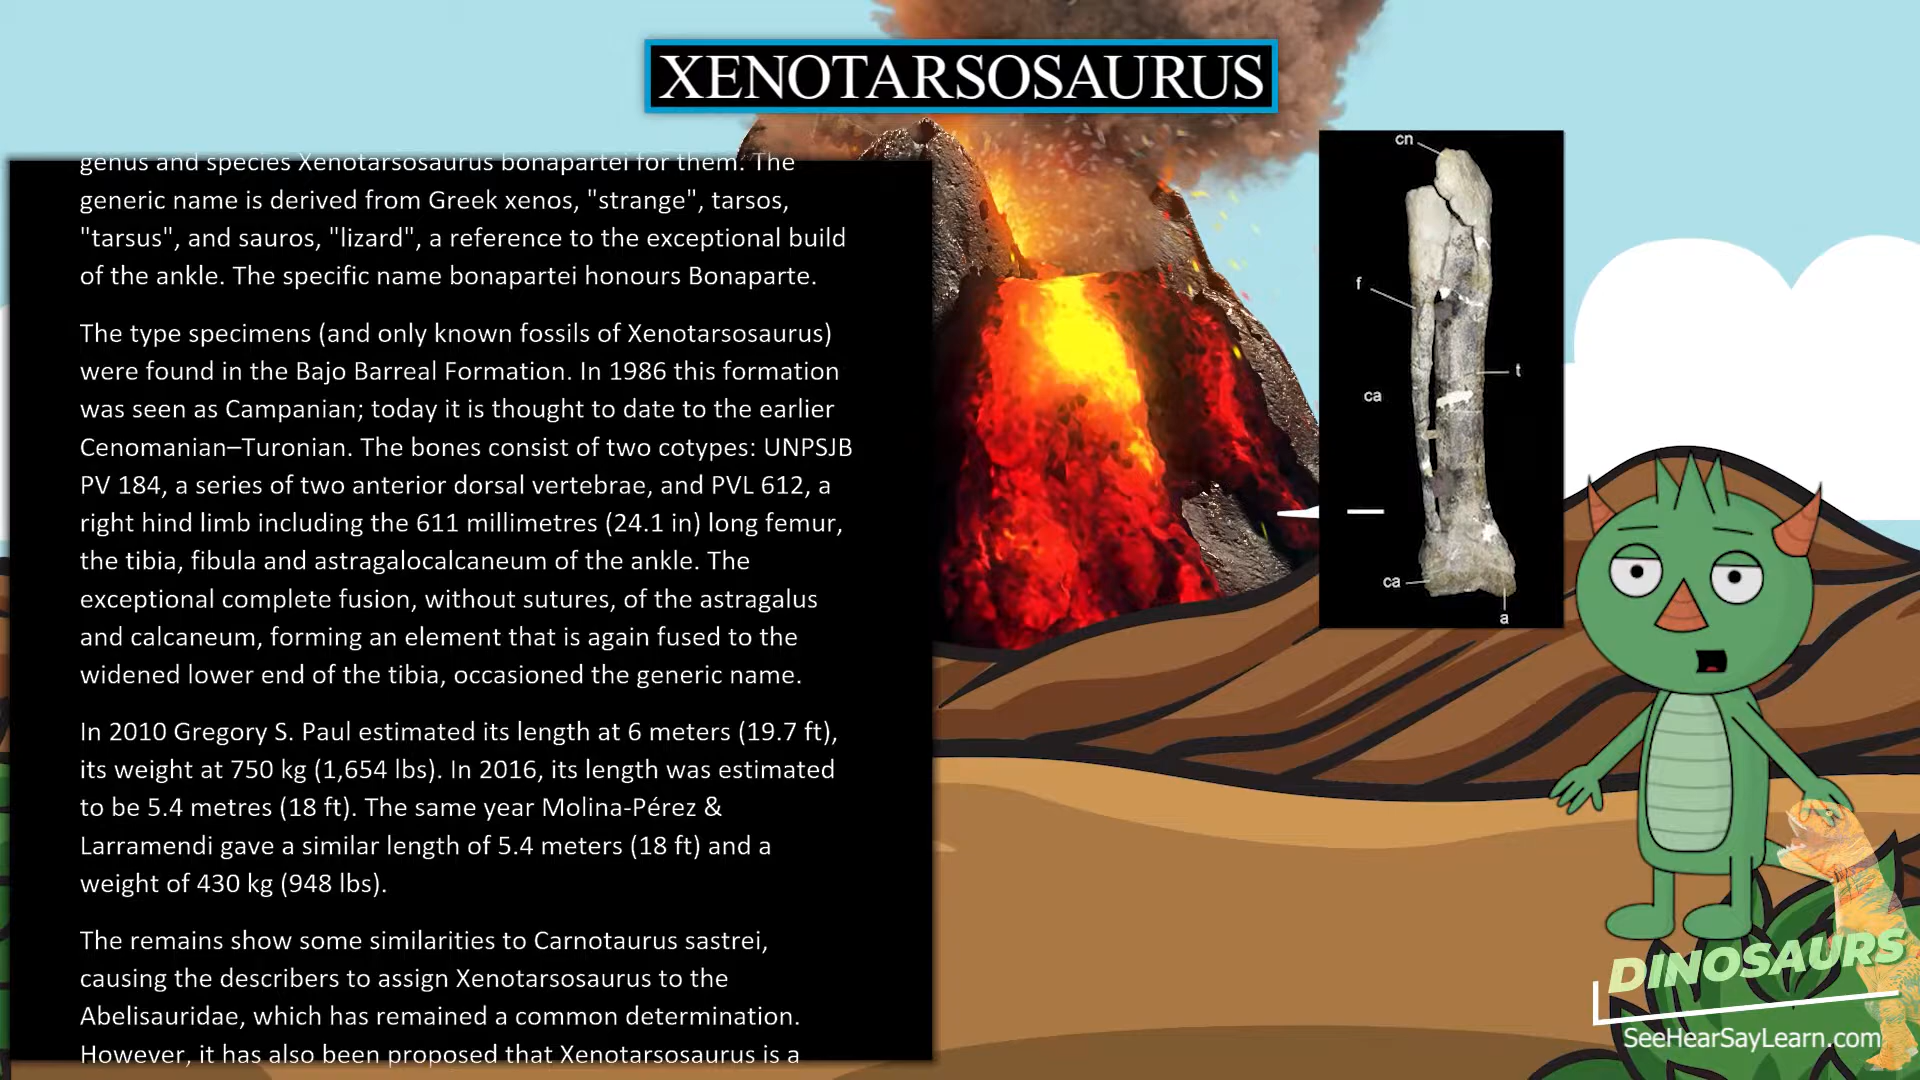 XENOTARSOSAURUS
genus and species Xenotarsosaurus bonapartei for them. The
generic name is derived from Greek xenos, "strange", tarsos,
"tarsus", and sauros, "lizard", a reference to the exceptional build
of the ankle. The specific name bonapartei honours Bonaparte.
The type specimens (and only known fossils of Xenotarsosaurus)
were found in the Bajo Barreal Formation. In 1986 this formation
was seen as Campanian; today it is thought to date to the earlier
Cenomanian–Turonian. The bones consist of two cotypes: UNPSJB
PV 184, a series of two anterior dorsal vertebrae, and PVL 612, a
right hind limb including the 611 millimetres (24.1 in) long femur,
the tibia, fibula and astragalocalcaneum of the ankle. The
exceptional complete fusion, without sutures, of the astragalus
and calcaneum, forming an element that is again fused to the
widened lower end of the tibia, occasioned the generic name.
In 2010 Gregory S. Paul estimated its length at 6 meters (19.7 ft),
its weight at 750 kg (1,654 lbs). In 2016, its length was estimated
to be 5.4 metres (18 ft). The same year Molina-Pérez &
Larramendi gave a similar length of 5.4 meters (18 ft) and a
weight of 430 kg (948 lbs).
The remains show some similarities to Carnotaurus sastrei,
causing the describers to assign Xenotarsosaurus to the
Abelisauridae, which has remained a common determination.
However, it has also been proposed that Xenotarsosaurus is a
cn
f
t
ca
ca
a
DINOSAURS
SeeHearSayLearn.com